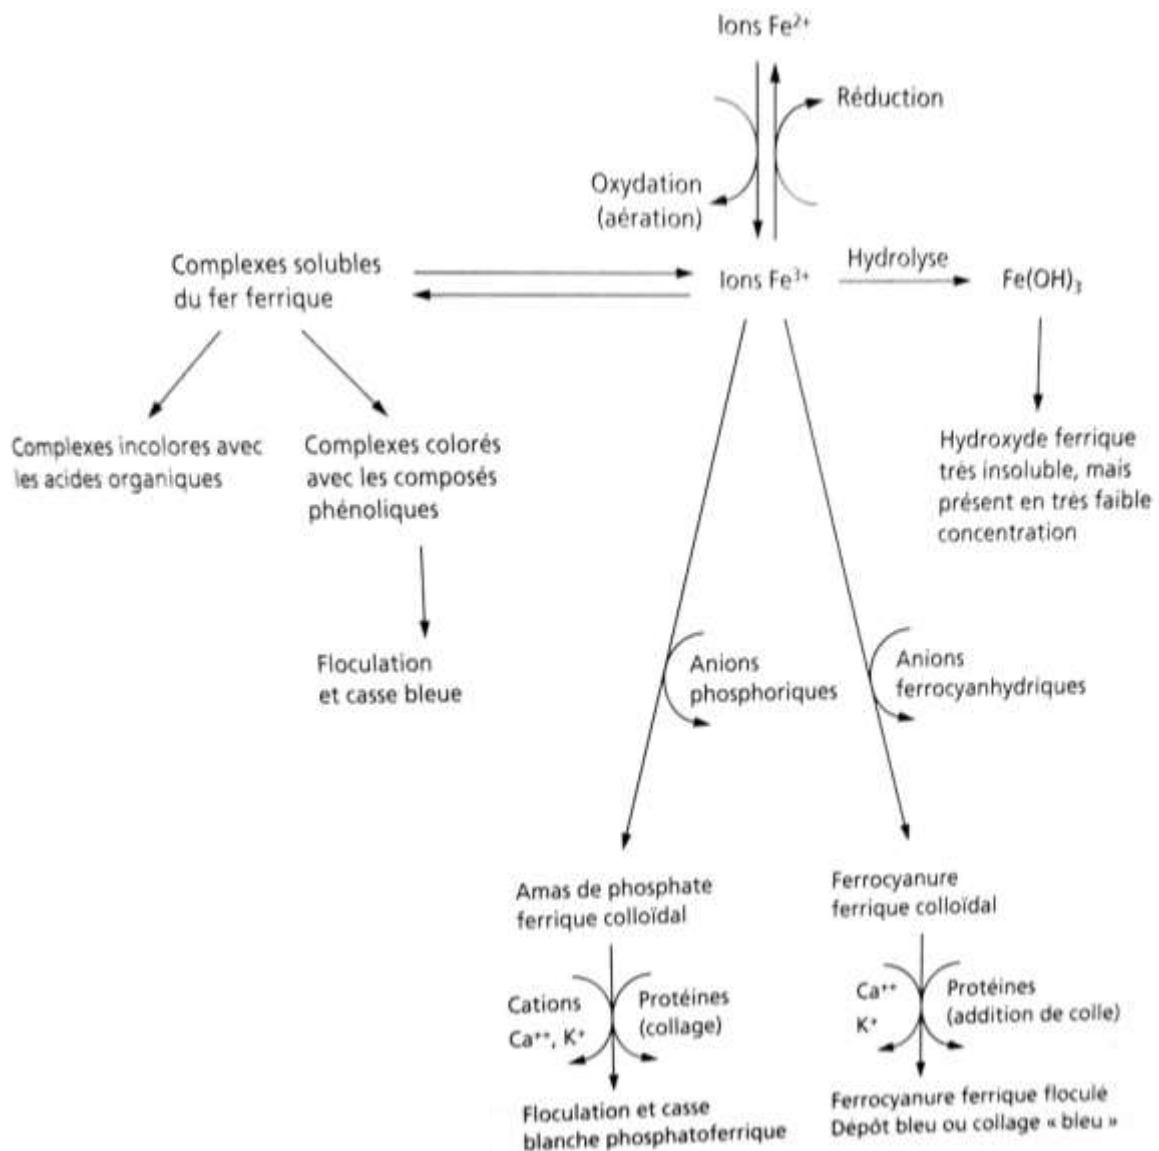 Ions Fe²⁺
Réduction
Oxydation
(aération)
Complexes solubles
du fer ferrique
Ions Fe³⁺
Hydrolyse
Fe(OH)₃
Complexes incolores avec
les acides organiques
Complexes colorés
avec les composés
phénoliques
Hydroxyde ferrique
très insoluble, mais
présent en très faible
concentration
Floculation
et casse bleue
Anions
phosphoriques
Anions
ferrocyanhydriques
Amas de phosphate
ferrique colloïdal
Ferrocyanure
ferrique colloïdal
Cations
Ca⁺⁺, K⁺
Protéines
(collage)
Ca⁺⁺
K⁺
Protéines
(addition de colle)
Floculation et casse
blanche phosphatoferrique
Ferrocyanure ferrique floculé
Dépôt bleu ou collage « bleu »